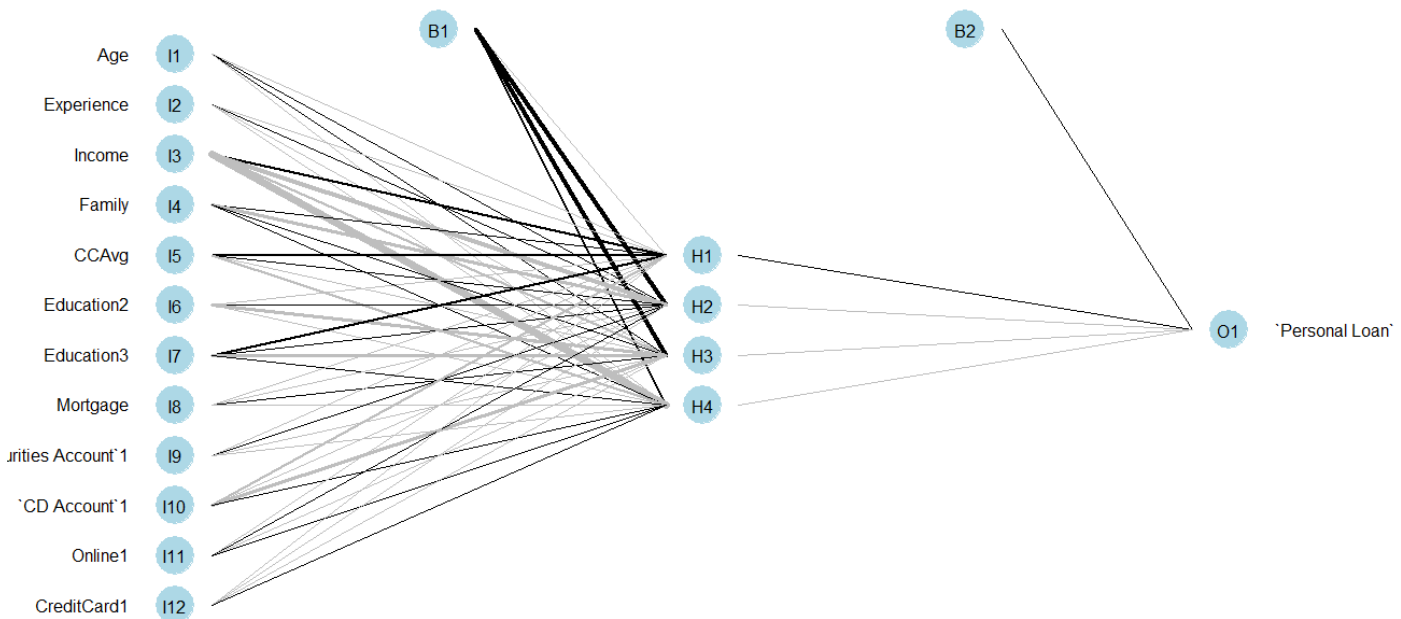 B1
B2
Age I1
Experience I2
Income I3
Family I4
CCAvg I5
H1
Education2 I6
H2
O1 `Personal Loan`
Education3 I7
H3
Mortgage I8
H4
urities Account`1 I9
`CD Account`1 I10
Online1 I11
CreditCard1 I12